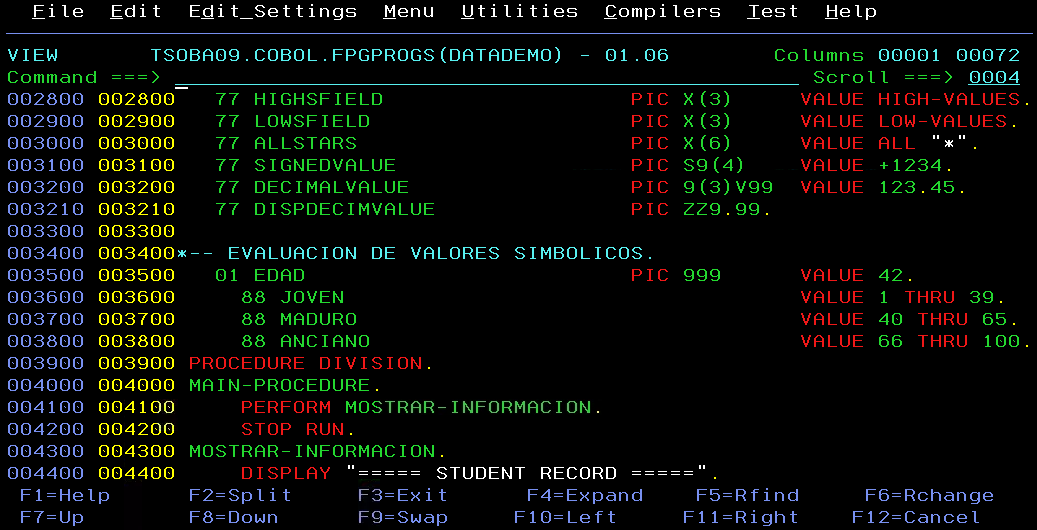 File Edit Edit_Settings Menu Utilities Compilers Test Help
VIEW TSOBA09.COBOL.FPGPROGS(DATADEMO) - 01.06 Columns 00001 00072
Command ===> Scroll ===> 0004
002800 002800 77 HIGHSFIELD PIC X(3) VALUE HIGH-VALUES.
002900 002900 77 LOWSFIELD PIC X(3) VALUE LOW-VALUES.
003000 003000 77 ALLSTARS PIC X(6) VALUE ALL "*".
003100 003100 77 SIGNEDVALUE PIC S9(4) VALUE +1234.
003200 003200 77 DECIMALVALUE PIC 9(3)V99 VALUE 123.45.
003210 003210 77 DISPDECIMVALUE PIC ZZ9.99.
003300 003300
003400 003400*-- EVALUACION DE VALORES SIMBOLICOS.
003500 003500 01 EDAD PIC 999 VALUE 42.
003600 003600 88 JOVEN VALUE 1 THRU 39.
003700 003700 88 MADURO VALUE 40 THRU 65.
003800 003800 88 ANCIANO VALUE 66 THRU 100.
003900 003900 PROCEDURE DIVISION.
004000 004000 MAIN-PROCEDURE.
004100 004100 PERFORM MOSTRAR-INFORMACION.
004200 004200 STOP RUN.
004300 004300 MOSTRAR-INFORMACION.
004400 004400 DISPLAY "===== STUDENT RECORD =====".
F1=Help F2=Split F3=Exit F4=Expand F5=Rfind F6=Rchange
F7=Up F8=Down F9=Swap F10=Left F11=Right F12=Cancel